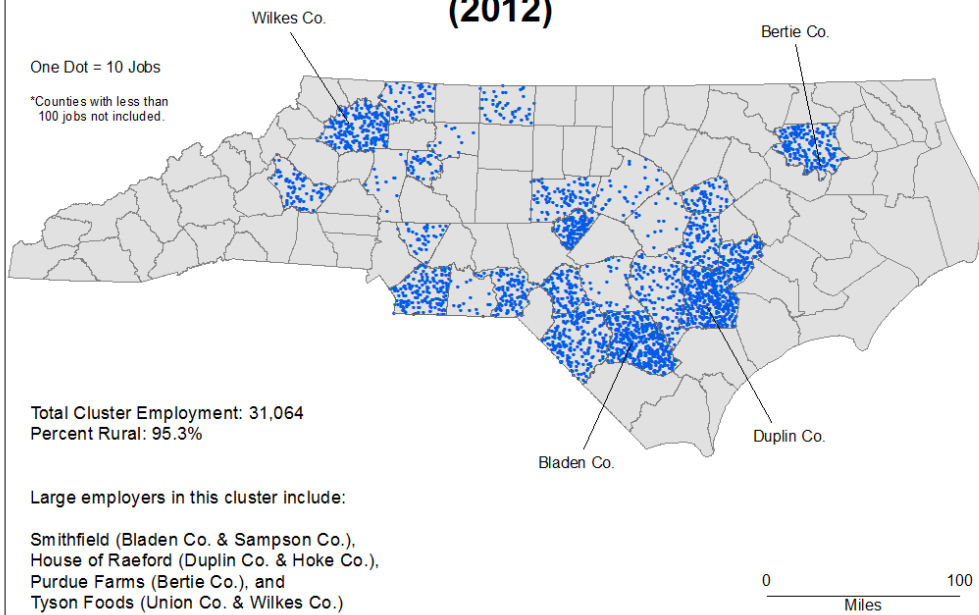 (2012)
Wilkes Co.
Bertie Co.
One Dot = 10 Jobs
*Counties with less than
100 jobs not included.
Total Cluster Employment: 31,064
Percent Rural: 95.3%
Duplin Co.
Bladen Co.
Large employers in this cluster include:
Smithfield (Bladen Co. & Sampson Co.),
House of Raeford (Duplin Co. & Hoke Co.),
Purdue Farms (Bertie Co.), and
Tyson Foods (Union Co. & Wilkes Co.)
0 100
Miles